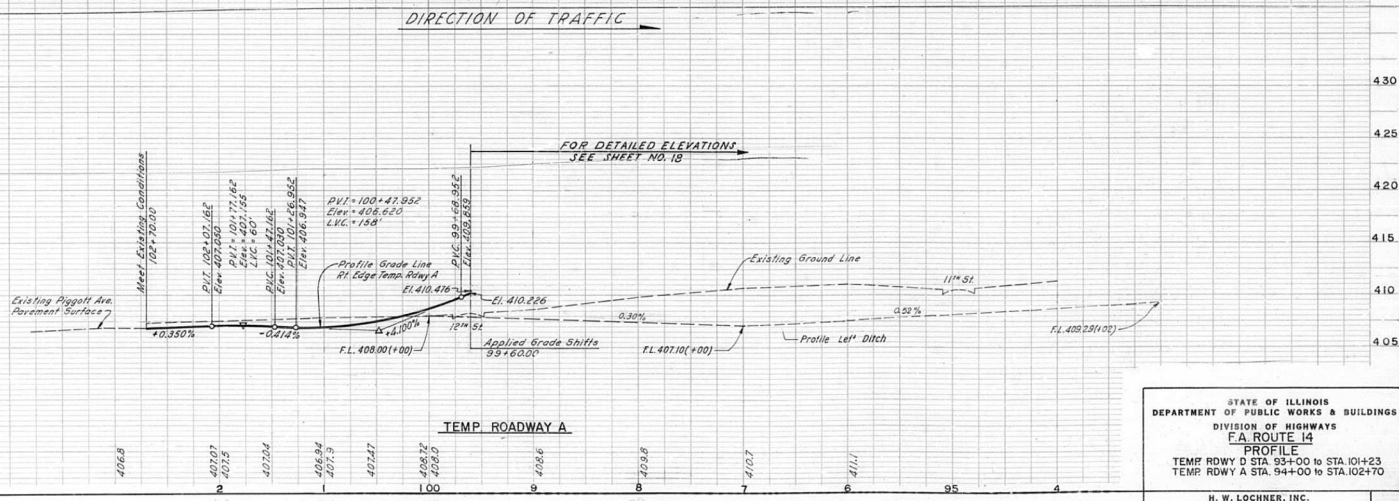 DIRECTION OF TRAFFIC
430
425
420
415
410
405
FOR DETAILED ELEVATIONS
SEE SHEET NO. 18
Meet Existing Conditions
102+70.00
P.V.T. 102+07.162
Elev. 407.050
P.V.I. = 101+77.162
Elev. = 407.155
L.V.C. = 60'
P.V.C. 101+47.162
Elev. 407.030
P.V.T. 101+26.952
Elev. 406.947
P.V.I. = 100+47.952
Elev. = 406.620
L.V.C. = 158'
P.V.C. 99+68.952
Elev. 409.859
Profile Grade Line
Rt. Edge Temp. Rdwy A
El. 410.476
El. 410.226
Existing Ground Line
11TH St.
Existing Piggott Ave.
Pavement Surface
+0.350%
-0.414%
+4.100%
12TH St.
0.30%
0.52%
F.L. 409.29(+02)
F.L. 408.00(+00)
Applied Grade Shifts
99+60.00
F.L. 407.10(+00)
Profile Left Ditch
TEMP. ROADWAY A
406.8
407.07
407.5
407.04
406.94
407.9
407.47
408.72
408.0
408.6
409.8
410.7
411.1
2
1
100
9
8
7
6
95
4
STATE OF ILLINOIS
DEPARTMENT OF PUBLIC WORKS & BUILDINGS
DIVISION OF HIGHWAYS
F.A. ROUTE 14
PROFILE
TEMP. RDWY D STA. 93+00 to STA. 101+23
TEMP. RDWY A STA. 94+00 to STA. 102+70
H. W. LOCHNER, INC.